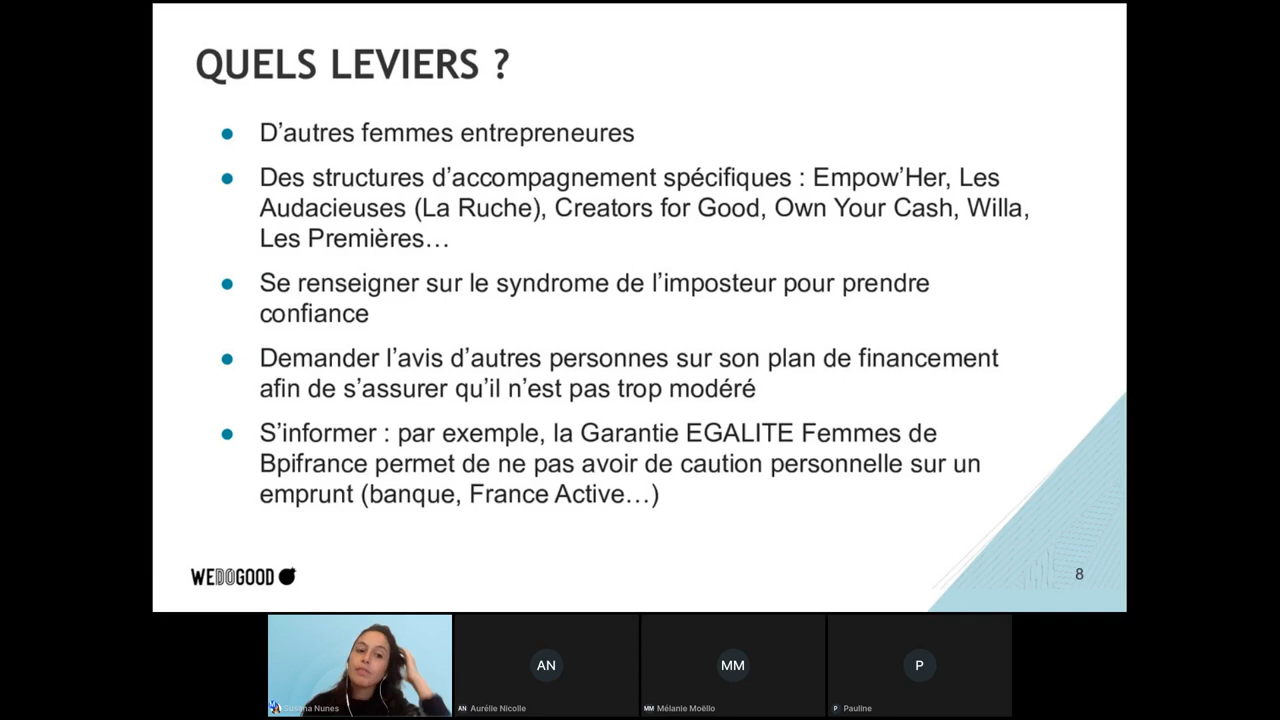 QUELS LEVIERS ?
● D’autres femmes entrepreneures
● Des structures d’accompagnement spécifiques : Empow’Her, Les
Audacieuses (La Ruche), Creators for Good, Own Your Cash, Willa,
Les Premières…
● Se renseigner sur le syndrome de l’imposteur pour prendre
confiance
● Demander l’avis d’autres personnes sur son plan de financement
afin de s’assurer qu’il n’est pas trop modéré
● S’informer : par exemple, la Garantie EGALITE Femmes de
Bpifrance permet de ne pas avoir de caution personnelle sur un
emprunt (banque, France Active…)
WEDOGOOD
8
AN
MM
P
Susana Nunes
AN Aurélie Nicolle
MM Mélanie Moëllo
P Pauline